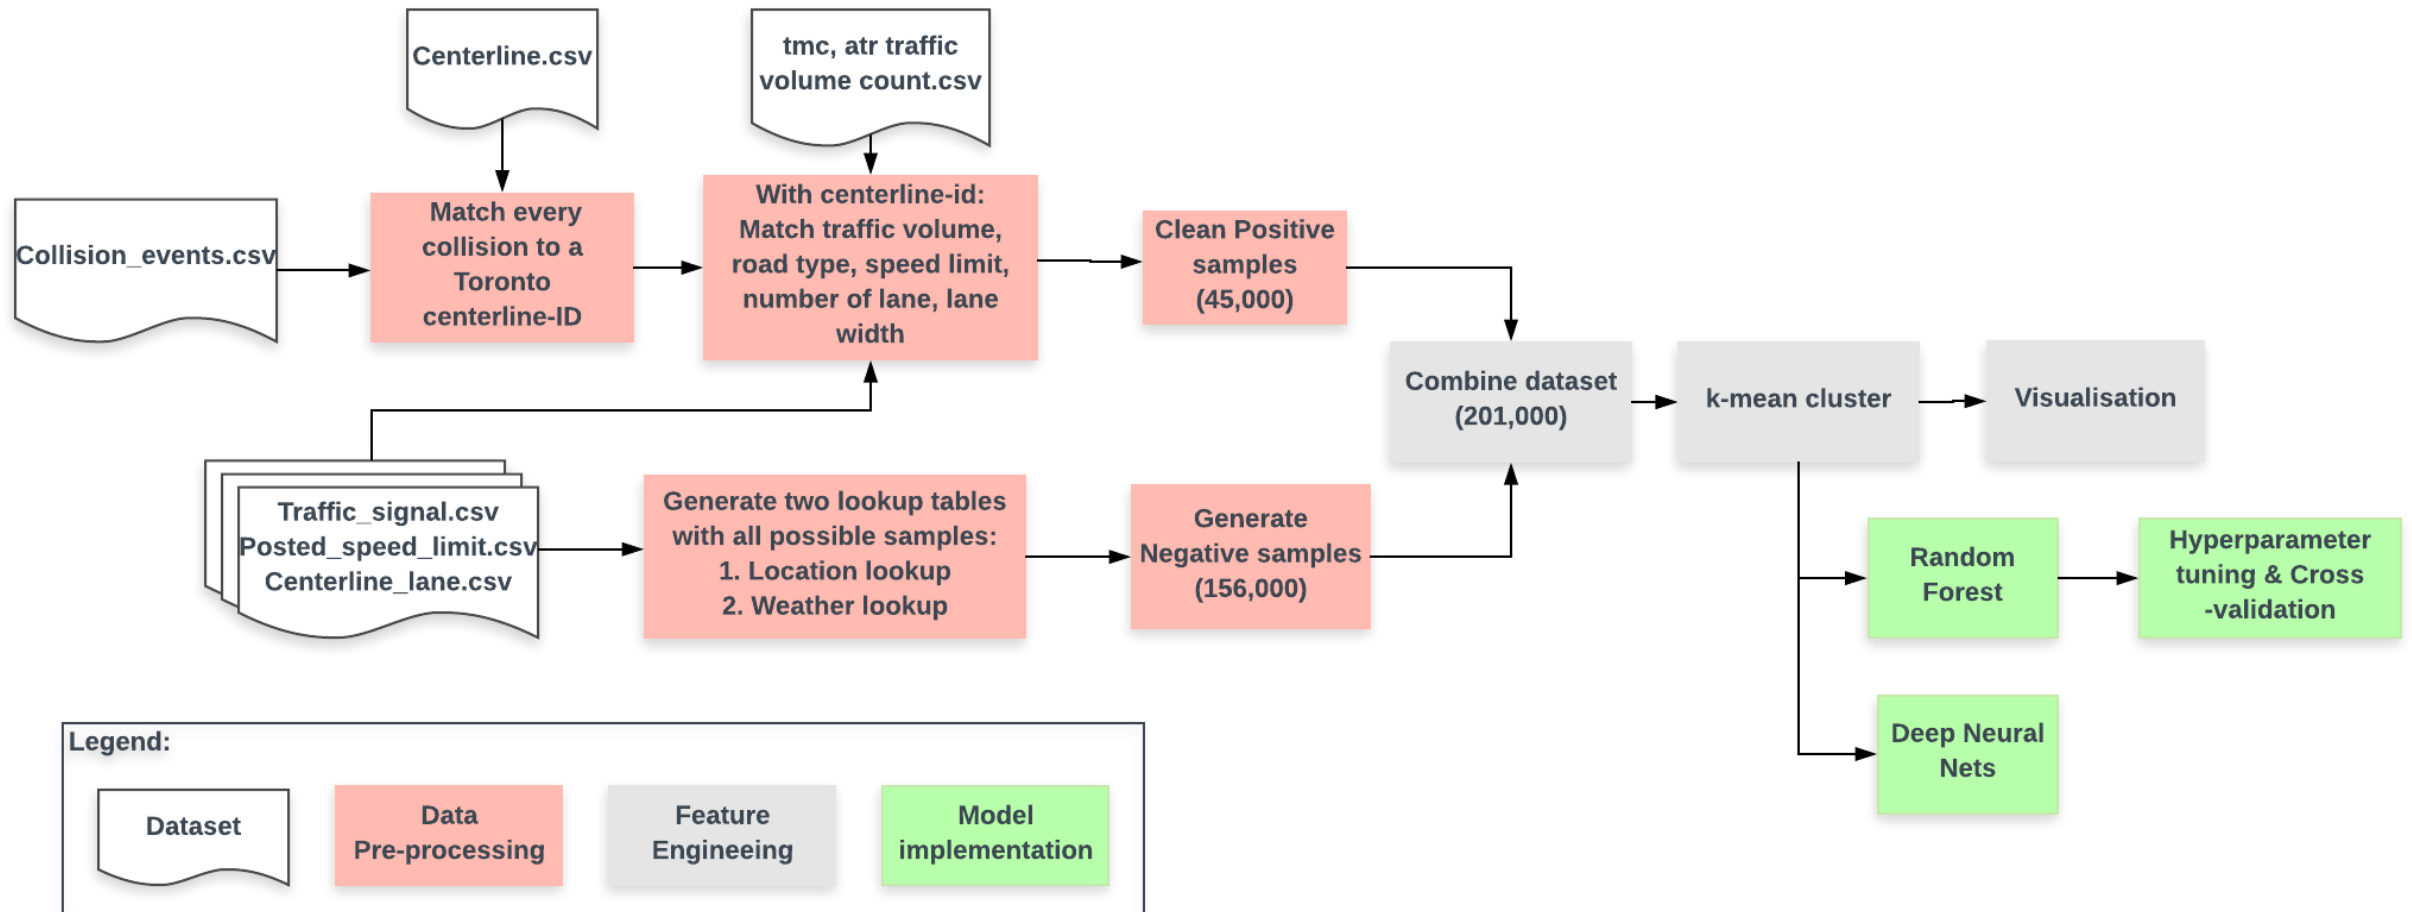 Centerline.csv
tmc, atr traffic
volume count.csv
Collision_events.csv
Match every
collision to a
Toronto
centerline-ID
With centerline-id:
Match traffic volume,
road type, speed limit,
number of lane, lane
width
Clean Positive
samples
(45,000)
Combine dataset
(201,000)
k-mean cluster
Visualisation
Traffic_signal.csv
Posted_speed_limit.csv
Centerline_lane.csv
Generate two lookup tables
with all possible samples:
1. Location lookup
2. Weather lookup
Generate
Negative samples
(156,000)
Random
Forest
Hyperparameter
tuning & Cross
-validation
Deep Neural
Nets
Legend:
Dataset
Data
Pre-processing
Feature
Engineeing
Model
implementation